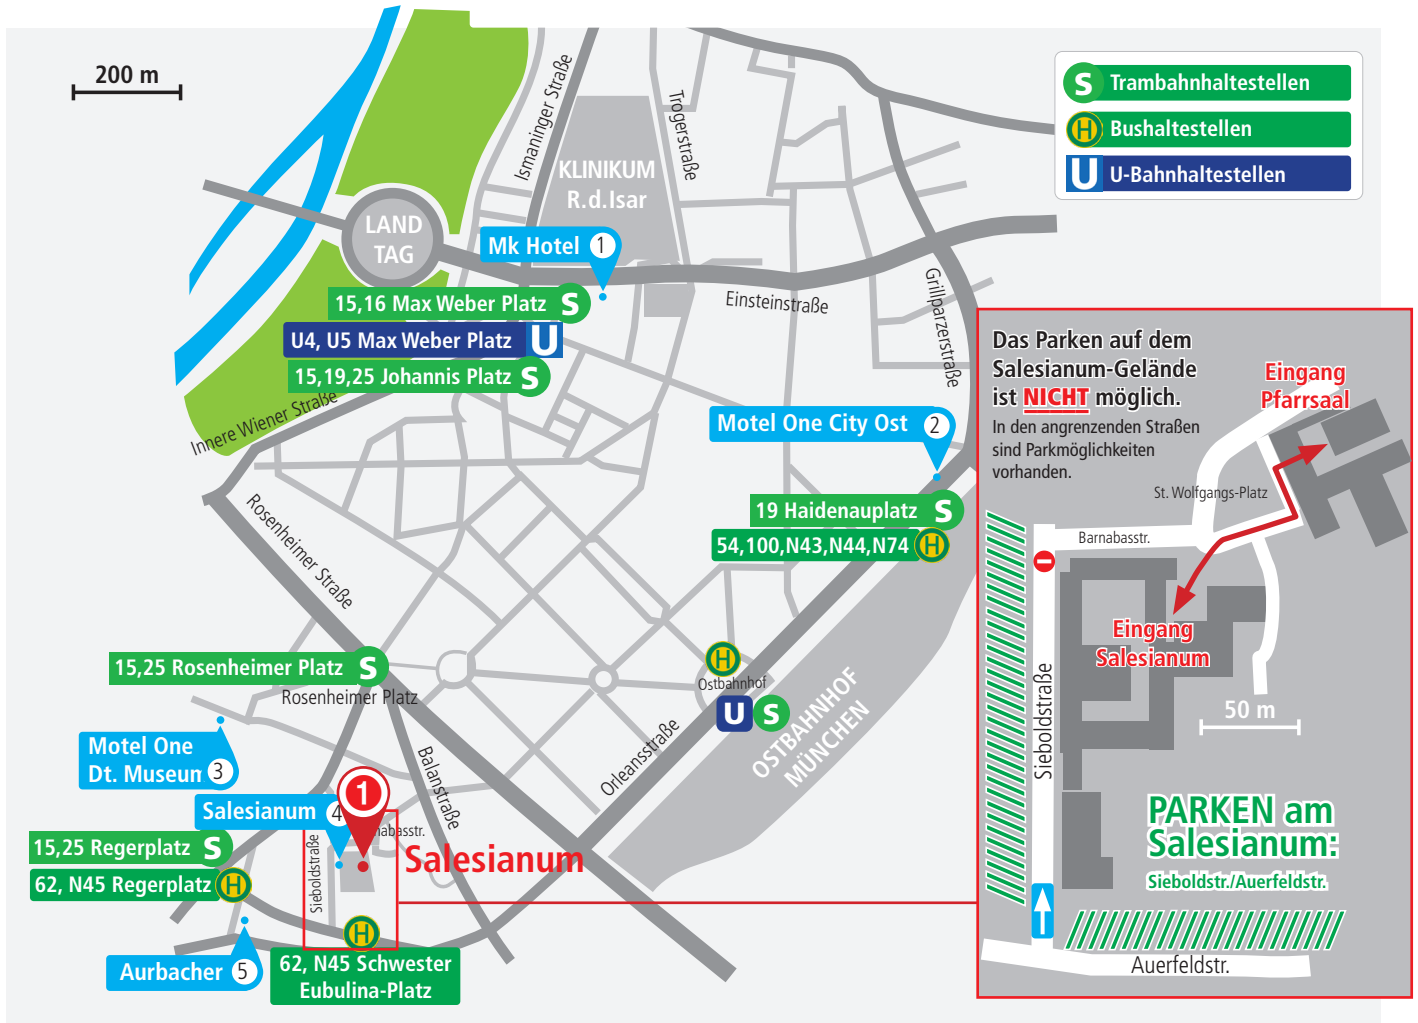 200 m
S Trambahnhaltestellen
H Bushaltestellen
U U-Bahnhaltestellen
Ismaninger Straße
Trogerstraße
KLINIKUM
R.d.Isar
LAND
TAG
Mk Hotel 1
15,16 Max Weber Platz S
U4, U5 Max Weber Platz U
15,19,25 Johannis Platz S
Einsteinstraße
Grillparzerstraße
Innere Wiener Straße
Motel One City Ost 2
19 Haidenauplatz S
54,100,N43,N44,N74 H
Rosenheimer Straße
15,25 Rosenheimer Platz S
Rosenheimer Platz
H
Ostbahnhof
U S
OSTBAHNHOF
MÜNCHEN
Orleansstraße
Balanstraße
Motel One
Dt. Museum 3
Salesianum 4
1
nabasstr.
Salesianum
Sieboldstraße
15,25 Regerplatz S
62, N45 Regerplatz H
H
Aurbacher 5
62, N45 Schwester
Eubulina-Platz
Das Parken auf dem
Salesianum-Gelände
ist NICHT möglich.
In den angrenzenden Straßen
sind Parkmöglichkeiten
vorhanden.
Eingang
Pfarrsaal
St. Wolfgangs-Platz
Barnabasstr.
Eingang
Salesianum
Sieboldstraße
50 m
PARKEN am
Salesianum:
Sieboldstr./Auerfeldstr.
Auerfeldstr.